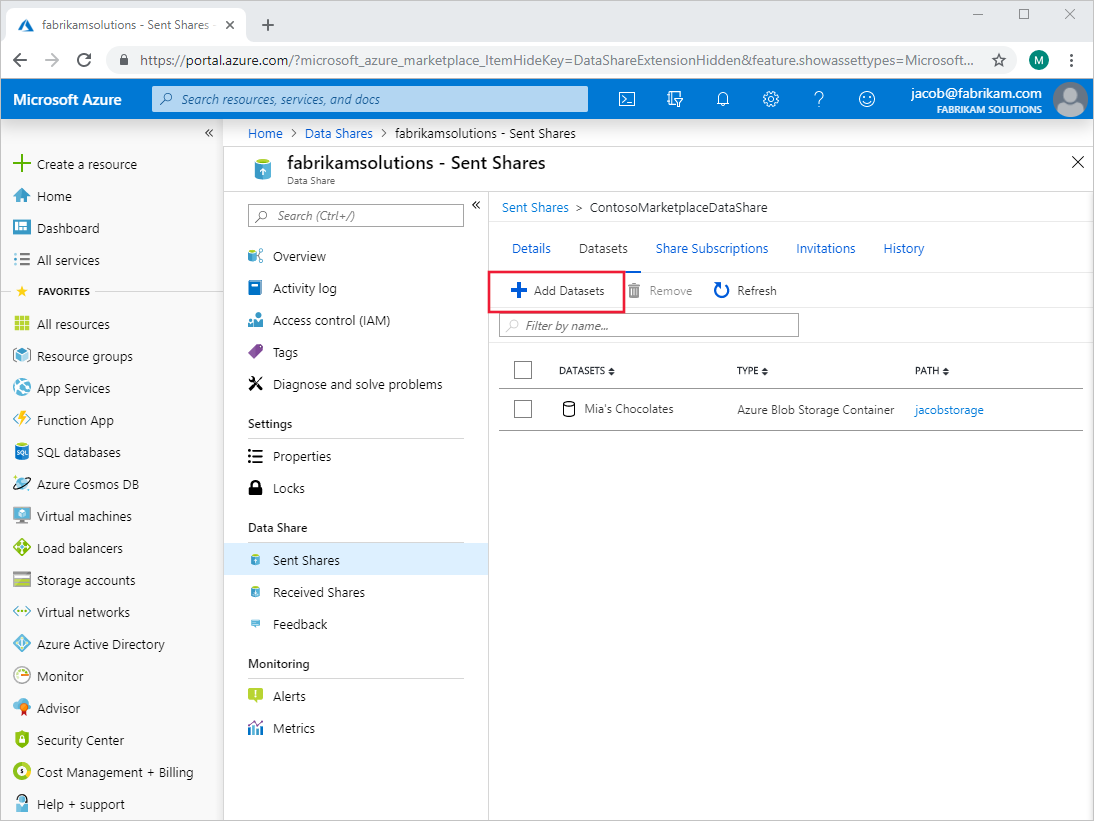 fabrikamsolutions - Sent Shares
https://portal.azure.com/?microsoft_azure_marketplace_ItemHideKey=DataShareExtensionHidden&feature.showassettypes=Microsoft...
M
Microsoft Azure
Search resources, services, and docs
jacob@fabrikam.com
FABRIKAM SOLUTIONS
Create a resource
Home
Dashboard
All services
FAVORITES
All resources
Resource groups
App Services
Function App
SQL databases
Azure Cosmos DB
Virtual machines
Load balancers
Storage accounts
Virtual networks
Azure Active Directory
Monitor
Advisor
Security Center
Cost Management + Billing
Help + support
Home > Data Shares > fabrikamsolutions - Sent Shares
fabrikamsolutions - Sent Shares
Data Share
Search (Ctrl+/)
Overview
Activity log
Access control (IAM)
Tags
Diagnose and solve problems
Settings
Properties
Locks
Data Share
Sent Shares
Received Shares
Feedback
Monitoring
Alerts
Metrics
Sent Shares > ContosoMarketplaceDataShare
Details Datasets Share Subscriptions Invitations History
Add Datasets Remove Refresh
Filter by name...
DATASETS TYPE PATH
Mia's Chocolates Azure Blob Storage Container jacobstorage